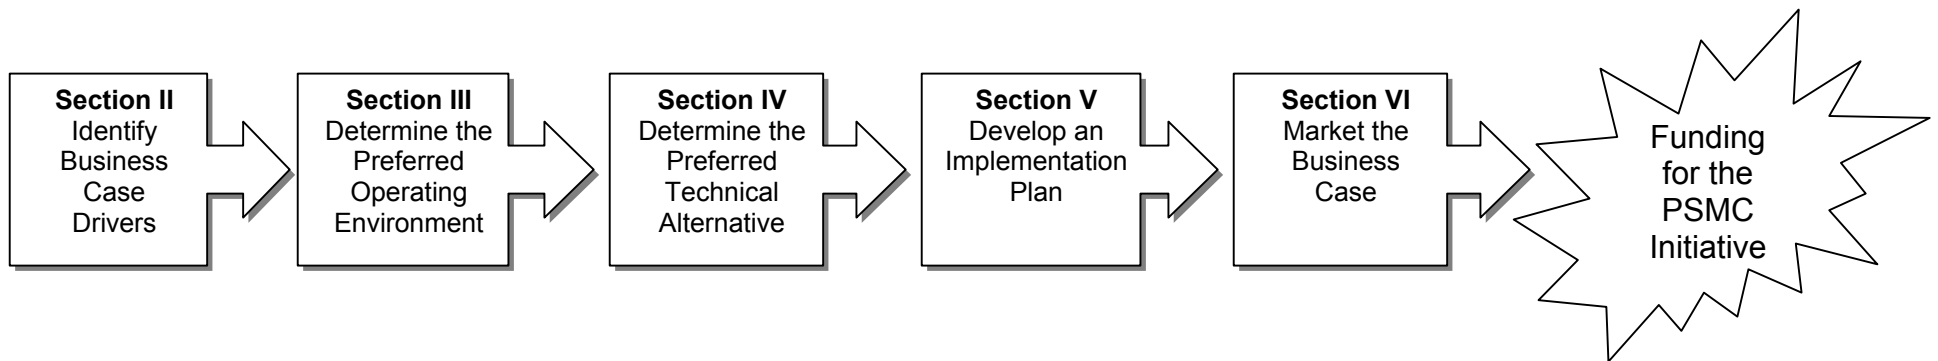 Section II
Identify
Business
Case
Drivers
Section III
Determine the
Preferred
Operating
Environment
Section IV
Determine the
Preferred
Technical
Alternative
Section V
Develop an
Implementation
Plan
Section VI
Market the
Business
Case
Funding
for the
PSMC
Initiative